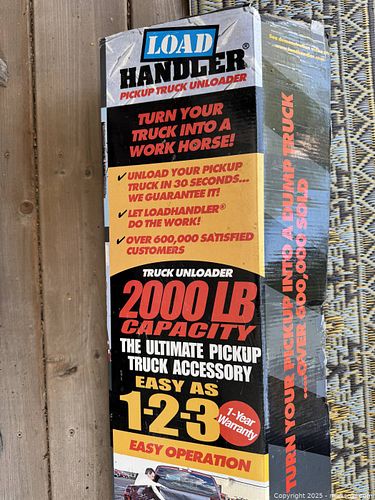 LOAD
HANDLER®
PICKUP TRUCK UNLOADER
TURN YOUR
TRUCK INTO A
WORK HORSE!
UNLOAD YOUR PICKUP
TRUCK IN 30 SECONDS...
WE GUARANTEE IT!
LET LOADHANDLER®
DO THE WORK!
OVER 600,000 SATISFIED
CUSTOMERS
TRUCK UNLOADER
2000 LB
CAPACITY
THE ULTIMATE PICKUP
TRUCK ACCESSORY
EASY AS
1-2-3
1-Year
Warranty
EASY OPERATION
TURN YOUR PICKUP INTO A DUMP TRUCK
...OVER 600,000 SOLD